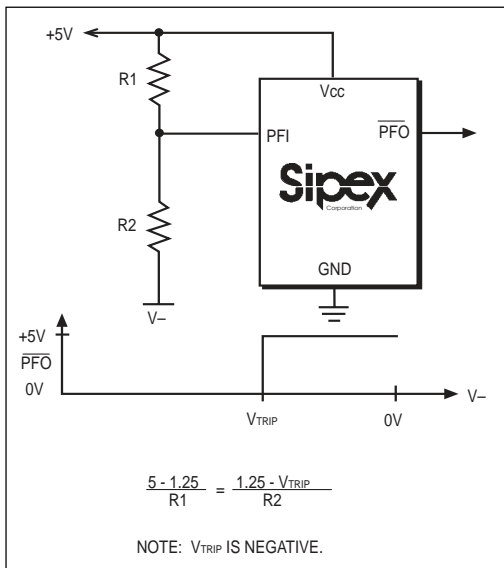 +5V
R1
Vcc
PFI
PFO
Sipex
Corporation
R2
GND
V–
+5V
PFO
0V
VTRIP
0V
V–
5 - 1.25 = 1.25 - VTRIP
R1 R2
NOTE: VTRIP IS NEGATIVE.